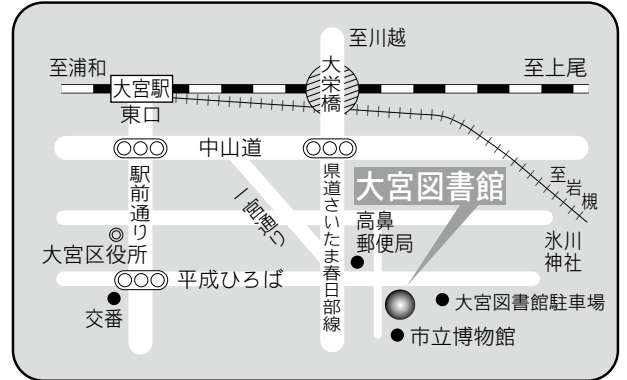 至川越
至浦和
大宮駅
大栄橋
至上尾
東口
中山道
駅前通り
一宮通り
県道さいたま春日部線
大宮図書館
至岩槻
高鼻
郵便局
氷川
神社
大宮区役所
平成ひろば
交番
大宮図書館駐車場
市立博物館